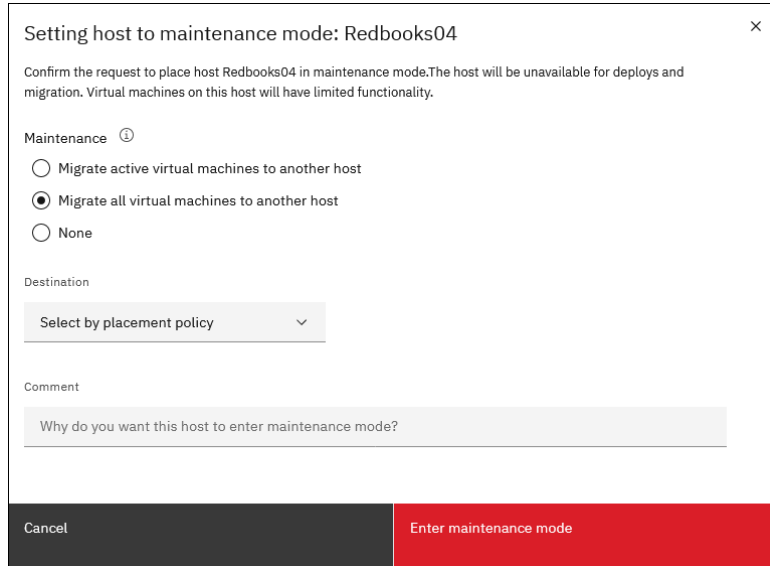 Setting host to maintenance mode: Redbooks04
Confirm the request to place host Redbooks04 in maintenance mode.The host will be unavailable for deploys and
migration. Virtual machines on this host will have limited functionality.
Maintenance
Migrate active virtual machines to another host
Migrate all virtual machines to another host
None
Destination
Select by placement policy
Comment
Why do you want this host to enter maintenance mode?
Cancel
Enter maintenance mode